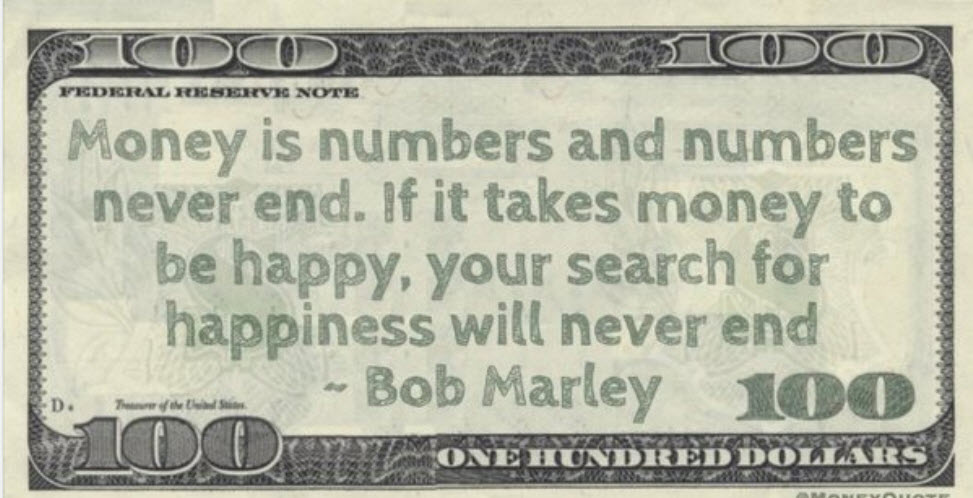 100 100
FEDERAL RESERVE NOTE
Money is numbers and numbers
never end. If it takes money to
be happy, your search for
happiness will never end
~ Bob Marley 100
D. Treasurer of the United States.
100
ONE HUNDRED DOLLARS
@MONEYQUOTE